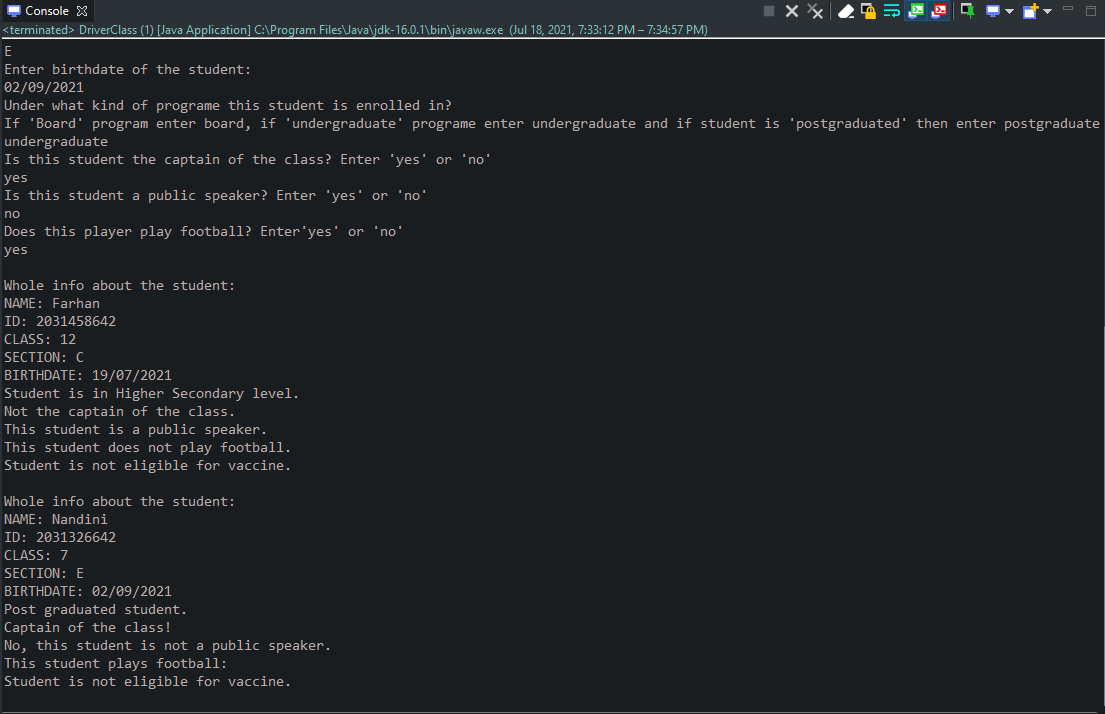 Console
<terminated> DriverClass (1) [Java Application] C:\Program Files\Java\jdk-16.0.1\bin\javaw.exe (Jul 18, 2021, 7:33:12 PM – 7:34:57 PM)
E
Enter birthdate of the student:
02/09/2021
Under what kind of programe this student is enrolled in?
If 'Board' program enter board, if 'undergraduate' programe enter undergraduate and if student is 'postgraduated' then enter postgraduate
undergraduate
Is this student the captain of the class? Enter 'yes' or 'no'
yes
Is this student a public speaker? Enter 'yes' or 'no'
no
Does this player play football? Enter'yes' or 'no'
yes
Whole info about the student:
NAME: Farhan
ID: 2031458642
CLASS: 12
SECTION: C
BIRTHDATE: 19/07/2021
Student is in Higher Secondary level.
Not the captain of the class.
This student is a public speaker.
This student does not play football.
Student is not eligible for vaccine.
Whole info about the student:
NAME: Nandini
ID: 2031326642
CLASS: 7
SECTION: E
BIRTHDATE: 02/09/2021
Post graduated student.
Captain of the class!
No, this student is not a public speaker.
This student plays football:
Student is not eligible for vaccine.